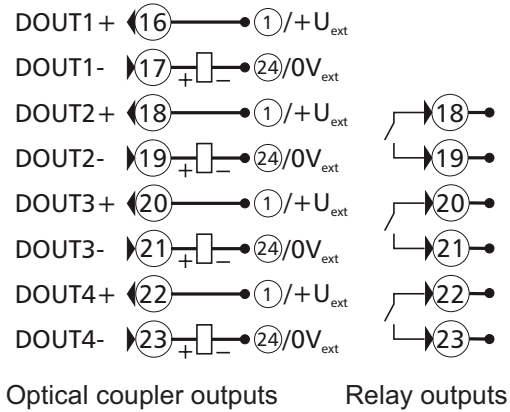 DOUT1+ 16 1/+Uext
DOUT1- 17 + – 24/0Vext
DOUT2+ 18 1/+Uext 18
DOUT2- 19 + – 24/0Vext 19
DOUT3+ 20 1/+Uext 20
DOUT3- 21 + – 24/0Vext 21
DOUT4+ 22 1/+Uext 22
DOUT4- 23 + – 24/0Vext 23
Optical coupler outputs Relay outputs